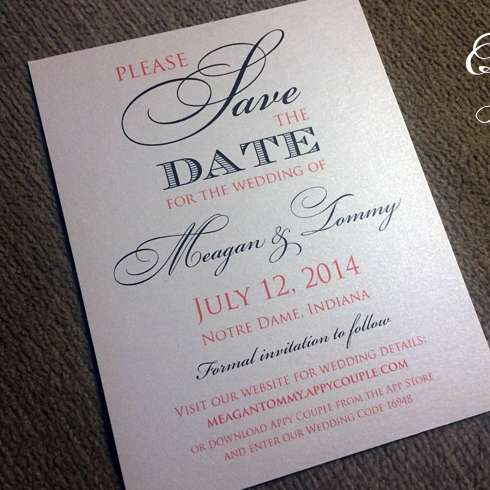 PLEASE
Save
THE
DATE
FOR THE WEDDING OF
Meagan & Tommy
JULY 12, 2014
NOTRE DAME, INDIANA
Formal invitation to follow
VISIT OUR WEBSITE FOR WEDDING DETAILS:
MEAGANTOMMY.APPYCOUPLE.COM
OR DOWNLOAD APPY COUPLE FROM THE APP STORE
AND ENTER OUR WEDDING CODE 16948